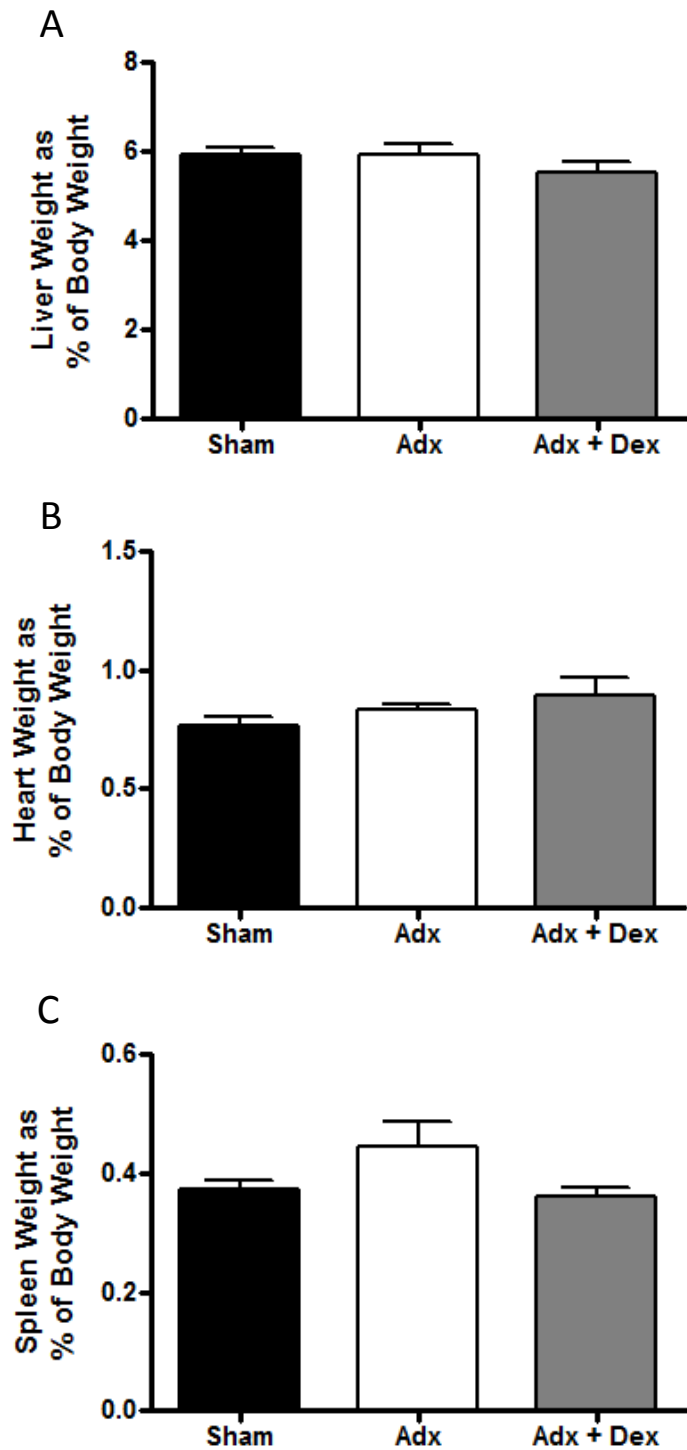 A
Liver Weight as
% of Body Weight
8
6
4
2
0
Sham Adx Adx + Dex
B
Heart Weight as
% of Body Weight
1.5
1.0
0.5
0.0
Sham Adx Adx + Dex
C
Spleen Weight as
% of Body Weight
0.6
0.4
0.2
0.0
Sham Adx Adx + Dex